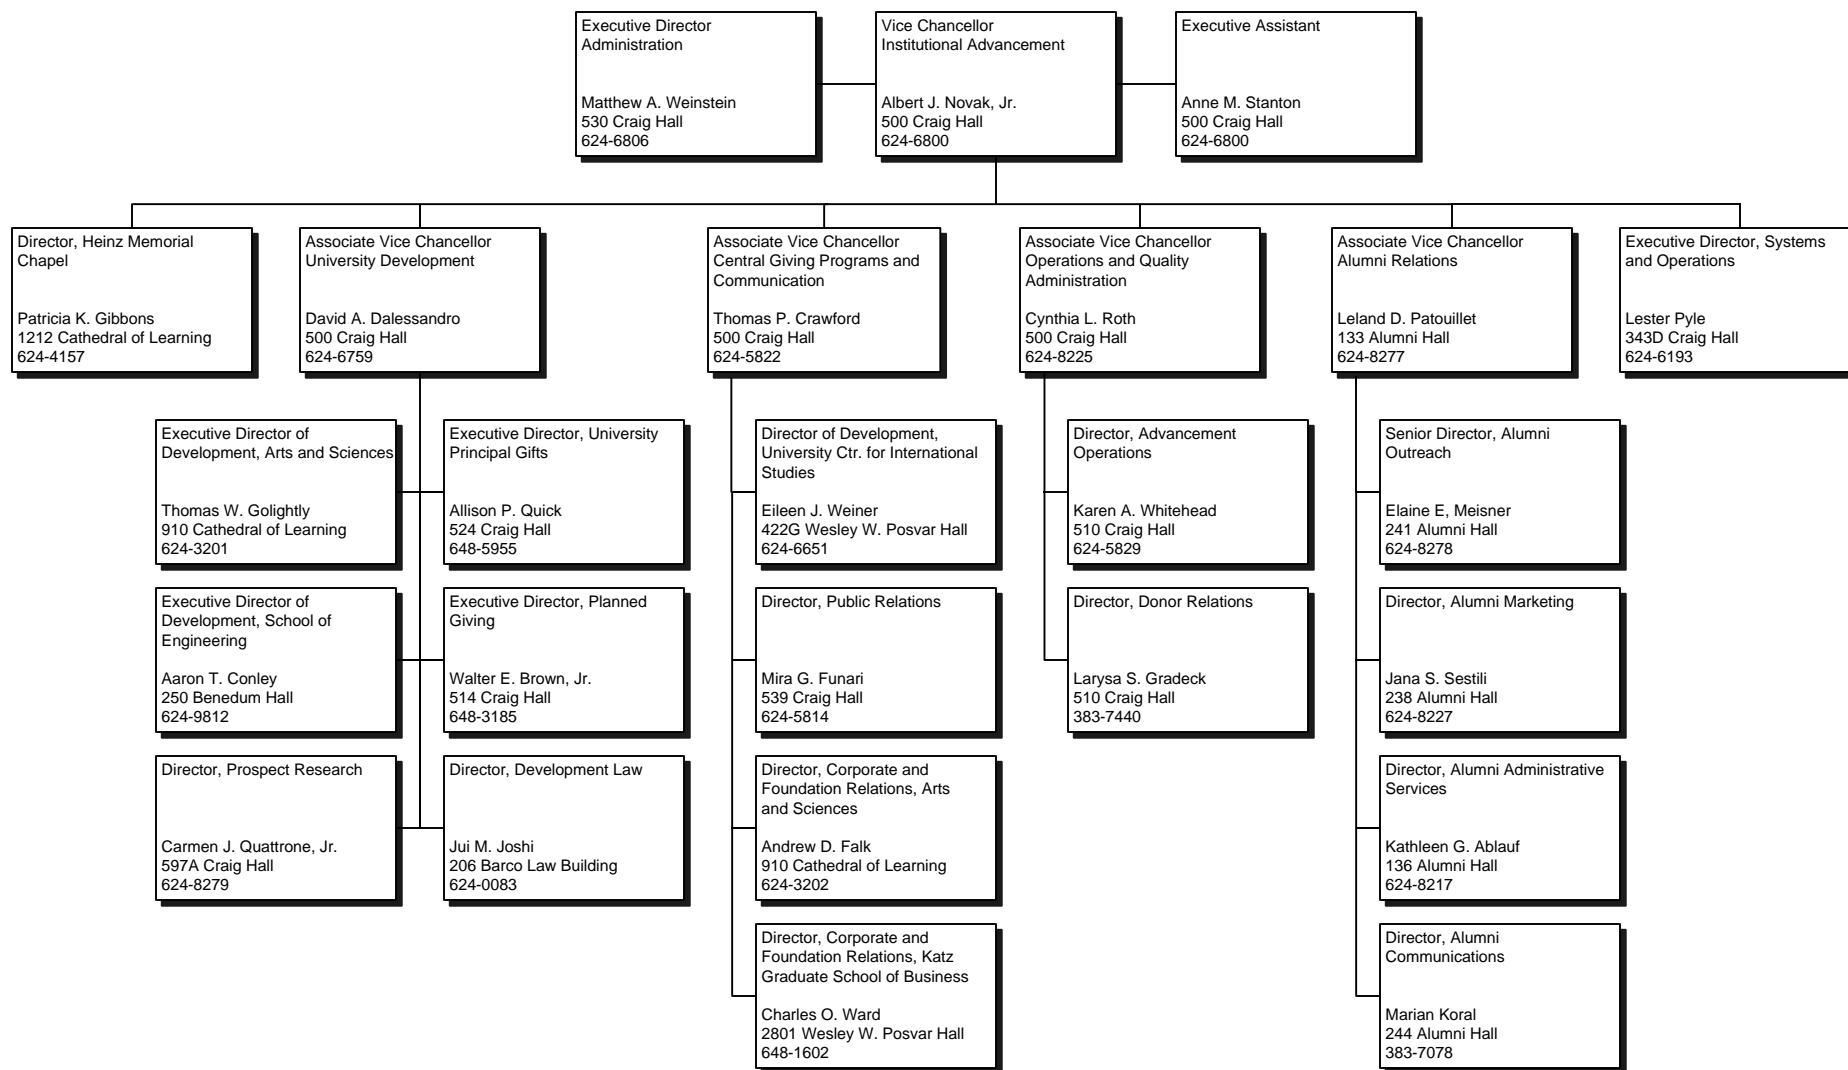 Executive Director
Administration
Matthew A. Weinstein
530 Craig Hall
624-6806
Vice Chancellor
Institutional Advancement
Albert J. Novak, Jr.
500 Craig Hall
624-6800
Executive Assistant
Anne M. Stanton
500 Craig Hall
624-6800
Director, Heinz Memorial
Chapel
Patricia K. Gibbons
1212 Cathedral of Learning
624-4157
Associate Vice Chancellor
University Development
David A. Dalessandro
500 Craig Hall
624-6759
Associate Vice Chancellor
Central Giving Programs and
Communication
Thomas P. Crawford
500 Craig Hall
624-5822
Associate Vice Chancellor
Operations and Quality
Administration
Cynthia L. Roth
500 Craig Hall
624-8225
Associate Vice Chancellor
Alumni Relations
Leland D. Patouillet
133 Alumni Hall
624-8277
Executive Director, Systems
and Operations
Lester Pyle
343D Craig Hall
624-6193
Executive Director of
Development, Arts and Sciences
Thomas W. Golightly
910 Cathedral of Learning
624-3201
Executive Director, University
Principal Gifts
Allison P. Quick
524 Craig Hall
648-5955
Director of Development,
University Ctr. for International
Studies
Eileen J. Weiner
422G Wesley W. Posvar Hall
624-6651
Director, Advancement
Operations
Karen A. Whitehead
510 Craig Hall
624-5829
Senior Director, Alumni
Outreach
Elaine E, Meisner
241 Alumni Hall
624-8278
Executive Director of
Development, School of
Engineering
Aaron T. Conley
250 Benedum Hall
624-9812
Executive Director, Planned
Giving
Walter E. Brown, Jr.
514 Craig Hall
648-3185
Director, Public Relations
Mira G. Funari
539 Craig Hall
624-5814
Director, Donor Relations
Larysa S. Gradeck
510 Craig Hall
383-7440
Director, Alumni Marketing
Jana S. Sestili
238 Alumni Hall
624-8227
Director, Prospect Research
Carmen J. Quattrone, Jr.
597A Craig Hall
624-8279
Director, Development Law
Jui M. Joshi
206 Barco Law Building
624-0083
Director, Corporate and
Foundation Relations, Arts
and Sciences
Andrew D. Falk
910 Cathedral of Learning
624-3202
Director, Alumni Administrative
Services
Kathleen G. Ablauf
136 Alumni Hall
624-8217
Director, Corporate and
Foundation Relations, Katz
Graduate School of Business
Charles O. Ward
2801 Wesley W. Posvar Hall
648-1602
Director, Alumni
Communications
Marian Koral
244 Alumni Hall
383-7078